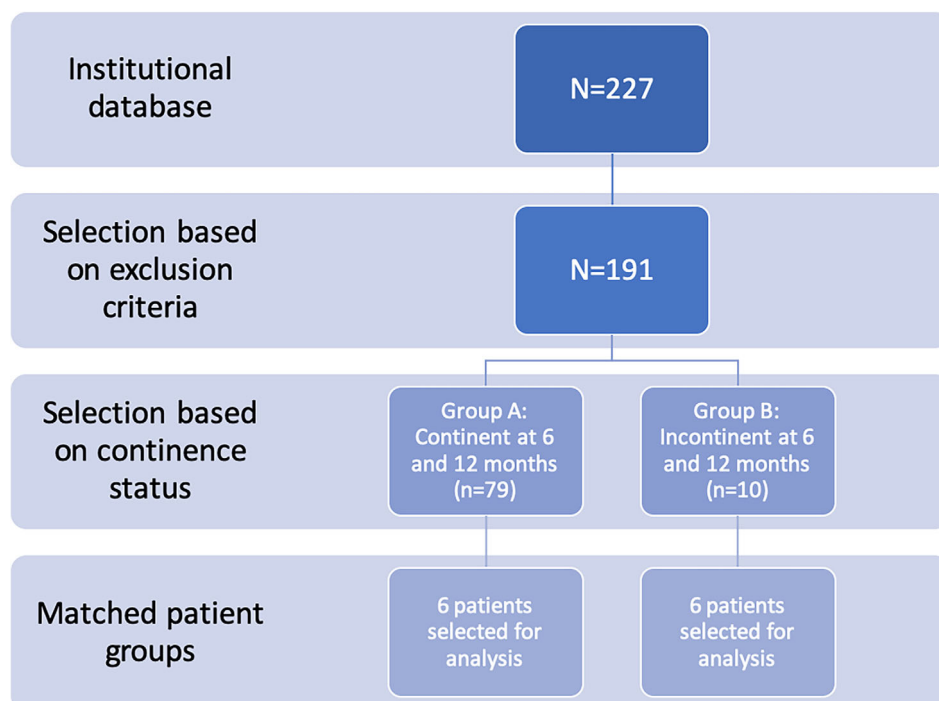 Institutional
database
N=227
Selection based
on exclusion
criteria
N=191
Selection based
on continence
status
Group A:
Continent at 6
and 12 months
(n=79)
Group B:
Incontinent at 6
and 12 months
(n=10)
Matched patient
groups
6 patients
selected for
analysis
6 patients
selected for
analysis